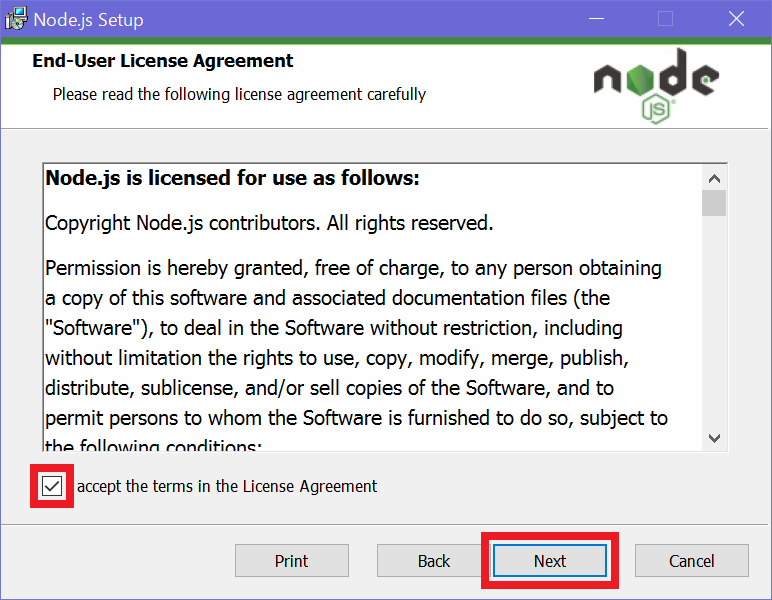 Node.js Setup
End-User License Agreement
Please read the following license agreement carefully
node
JS
Node.js is licensed for use as follows:
Copyright Node.js contributors. All rights reserved.
Permission is hereby granted, free of charge, to any person obtaining
a copy of this software and associated documentation files (the
"Software"), to deal in the Software without restriction, including
without limitation the rights to use, copy, modify, merge, publish,
distribute, sublicense, and/or sell copies of the Software, and to
permit persons to whom the Software is furnished to do so, subject to
the following conditions:
accept the terms in the License Agreement
Print
Back
Next
Cancel